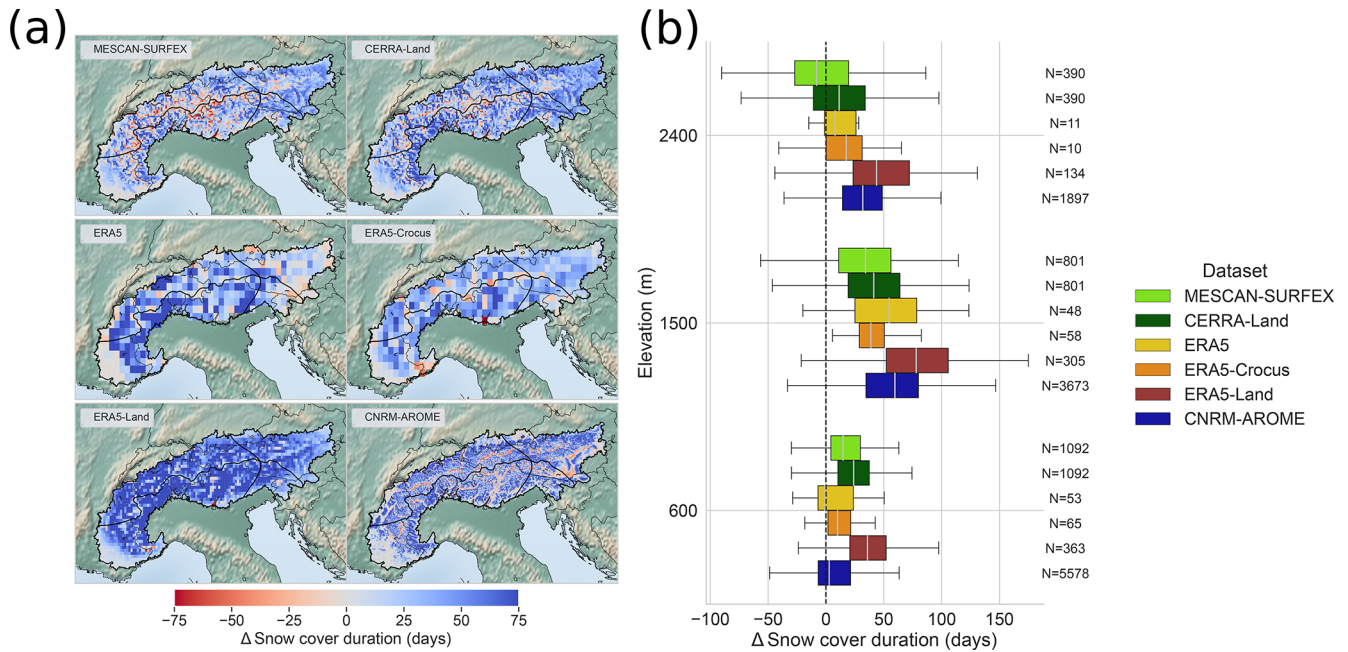 (a)
MESCAN-SURFEX
CERRA-Land
ERA5
ERA5-Crocus
ERA5-Land
CNRM-AROME
−75
−50
−25
0
25
50
75
Δ Snow cover duration (days)
(b)
Elevation (m)
2400
1500
600
N=390
N=390
N=11
N=10
N=134
N=1897
N=801
N=801
N=48
N=58
N=305
N=3673
N=1092
N=1092
N=53
N=65
N=363
N=5578
−100
−50
0
50
100
150
Δ Snow cover duration (days)
Dataset
MESCAN-SURFEX
CERRA-Land
ERA5
ERA5-Crocus
ERA5-Land
CNRM-AROME